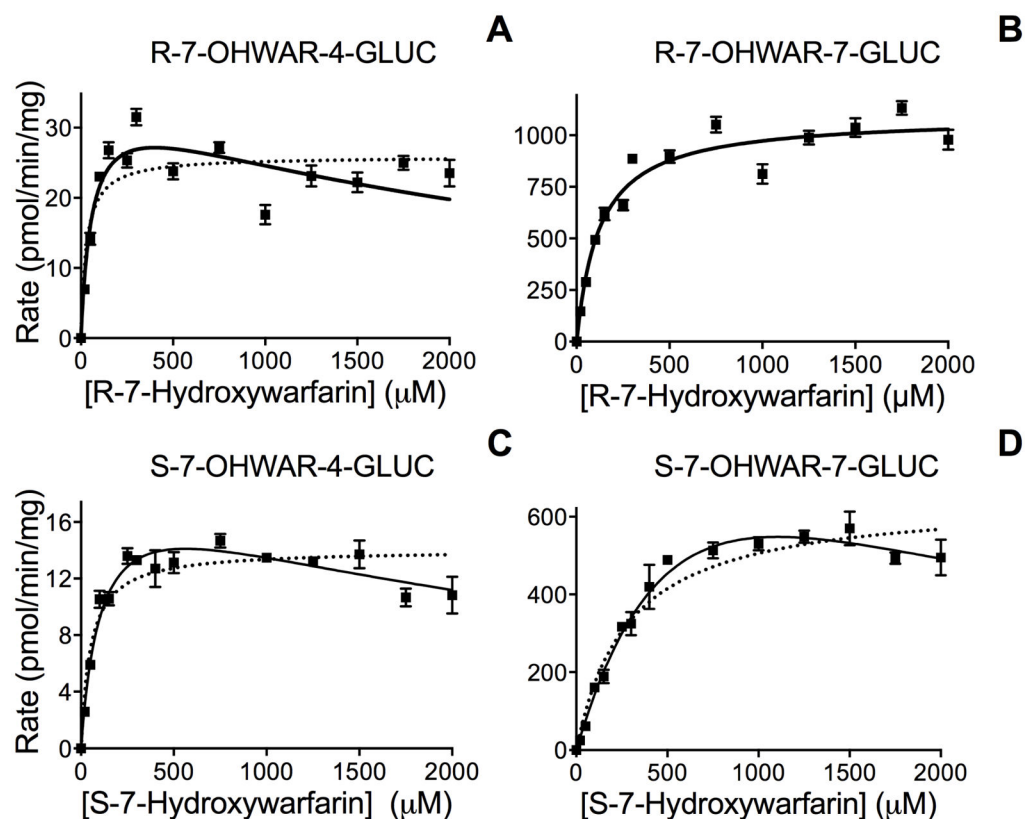 A
R-7-OHWAR-4-GLUC
Rate (pmol/min/mg)
30
20
10
0
0
500
1000
1500
2000
[R-7-Hydroxywarfarin] (μM)
B
R-7-OHWAR-7-GLUC
1000
750
500
250
0
0
500
1000
1500
2000
[R-7-Hydroxywarfarin] (µM)
C
S-7-OHWAR-4-GLUC
Rate (pmol/min/mg)
16
12
8
4
0
0
500
1000
1500
2000
[S-7-Hydroxywarfarin] (μM)
D
S-7-OHWAR-7-GLUC
600
400
200
0
0
500
1000
1500
2000
[S-7-Hydroxywarfarin] (μM)